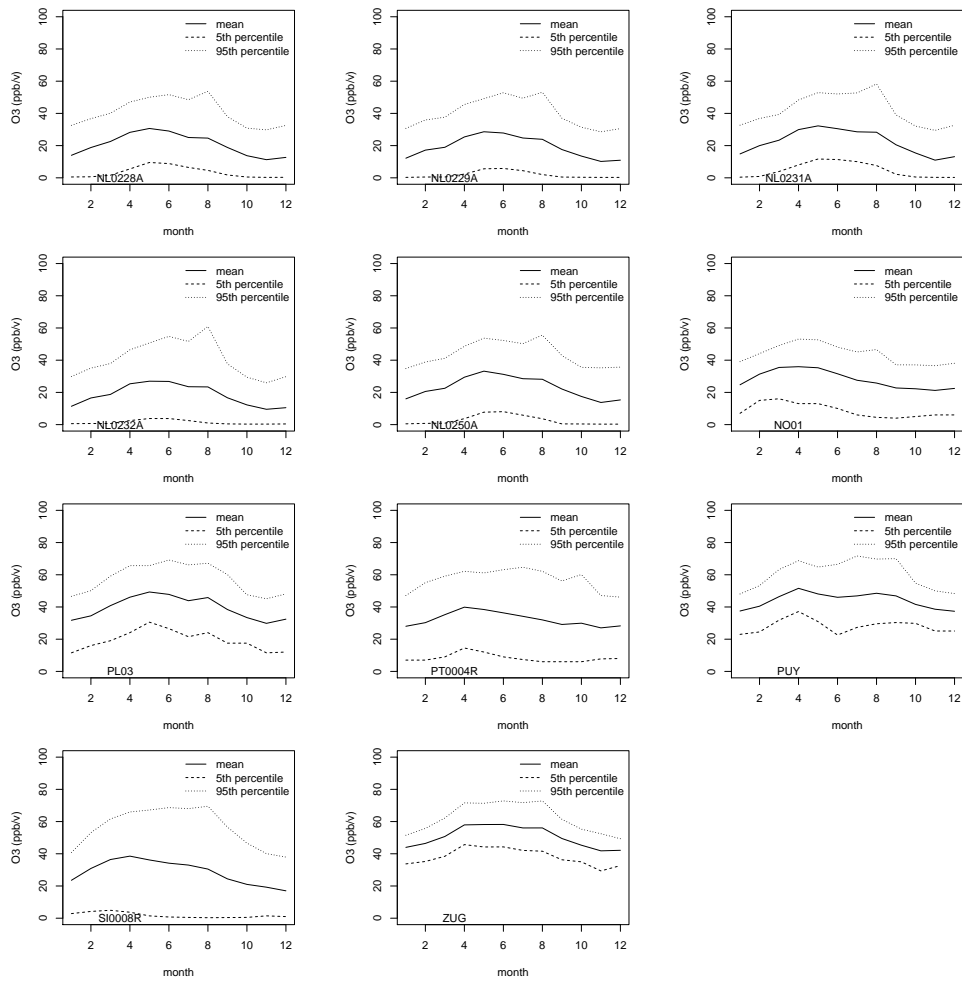 O3 (ppb/v)
100
80
60
40
20
0
mean
5th percentile
95th percentile
NL0228A
2 4 6 8 10 12
month
O3 (ppb/v)
100
80
60
40
20
0
mean
5th percentile
95th percentile
NL0229A
2 4 6 8 10 12
month
O3 (ppb/v)
100
80
60
40
20
0
mean
5th percentile
95th percentile
NL0231A
2 4 6 8 10 12
month
O3 (ppb/v)
100
80
60
40
20
0
mean
5th percentile
95th percentile
NL0232A
2 4 6 8 10 12
month
O3 (ppb/v)
100
80
60
40
20
0
mean
5th percentile
95th percentile
NL0250A
2 4 6 8 10 12
month
O3 (ppb/v)
100
80
60
40
20
0
mean
5th percentile
95th percentile
NO01
2 4 6 8 10 12
month
O3 (ppb/v)
100
80
60
40
20
0
mean
5th percentile
95th percentile
PL03
2 4 6 8 10 12
month
O3 (ppb/v)
100
80
60
40
20
0
mean
5th percentile
95th percentile
PT0004R
2 4 6 8 10 12
month
O3 (ppb/v)
100
80
60
40
20
0
mean
5th percentile
95th percentile
PUY
2 4 6 8 10 12
month
O3 (ppb/v)
100
80
60
40
20
0
mean
5th percentile
95th percentile
SI0008R
2 4 6 8 10 12
month
O3 (ppb/v)
100
80
60
40
20
0
mean
5th percentile
95th percentile
ZUG
2 4 6 8 10 12
month